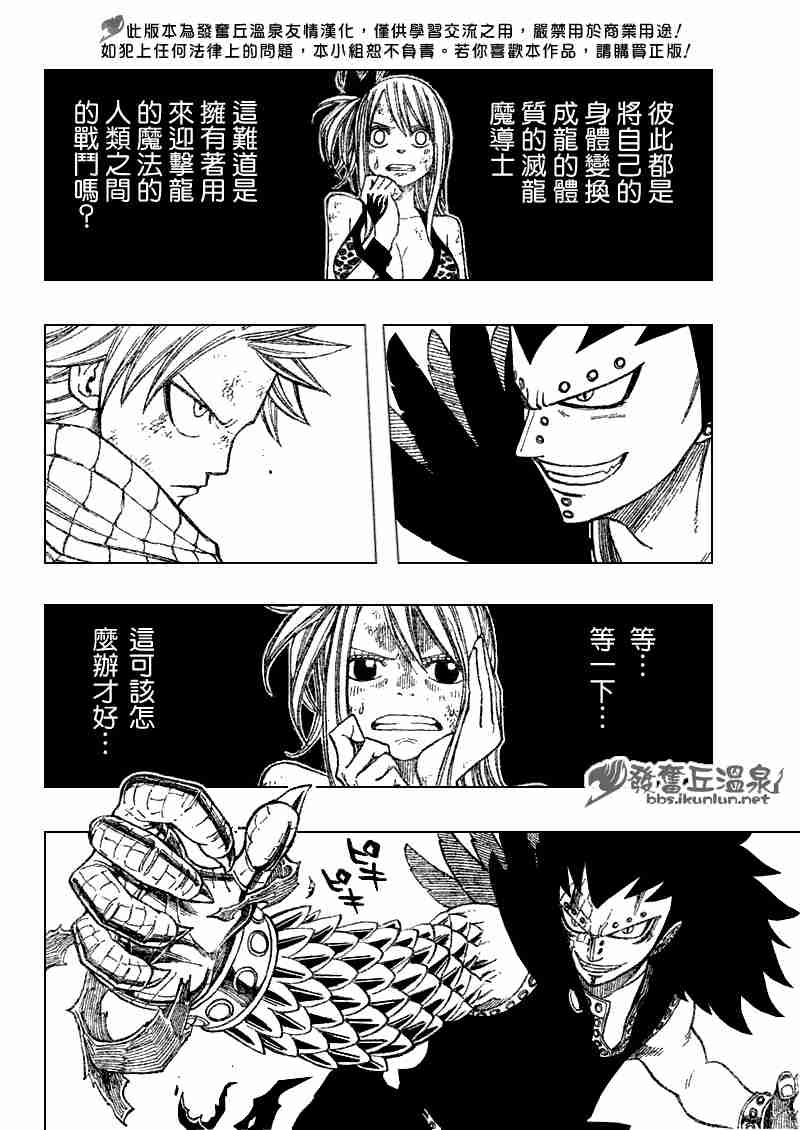 此版本為發奮丘溫泉友情漢化，僅供學習交流之用，嚴禁用於商業用途！
如犯上任何法律上的問題，本小組恕不負責。若你喜歡本作品，請購買正版！
彼此都是
將自己的
身體變換
成龍的體
質的滅龍
魔導士
這難道是
擁有著用
來迎擊龍
的魔法的
人類之間
的戰鬥嗎？
等…
等一下…
這可該怎
麼辦才好…
發奮丘溫泉
bbs.ikunlun.net